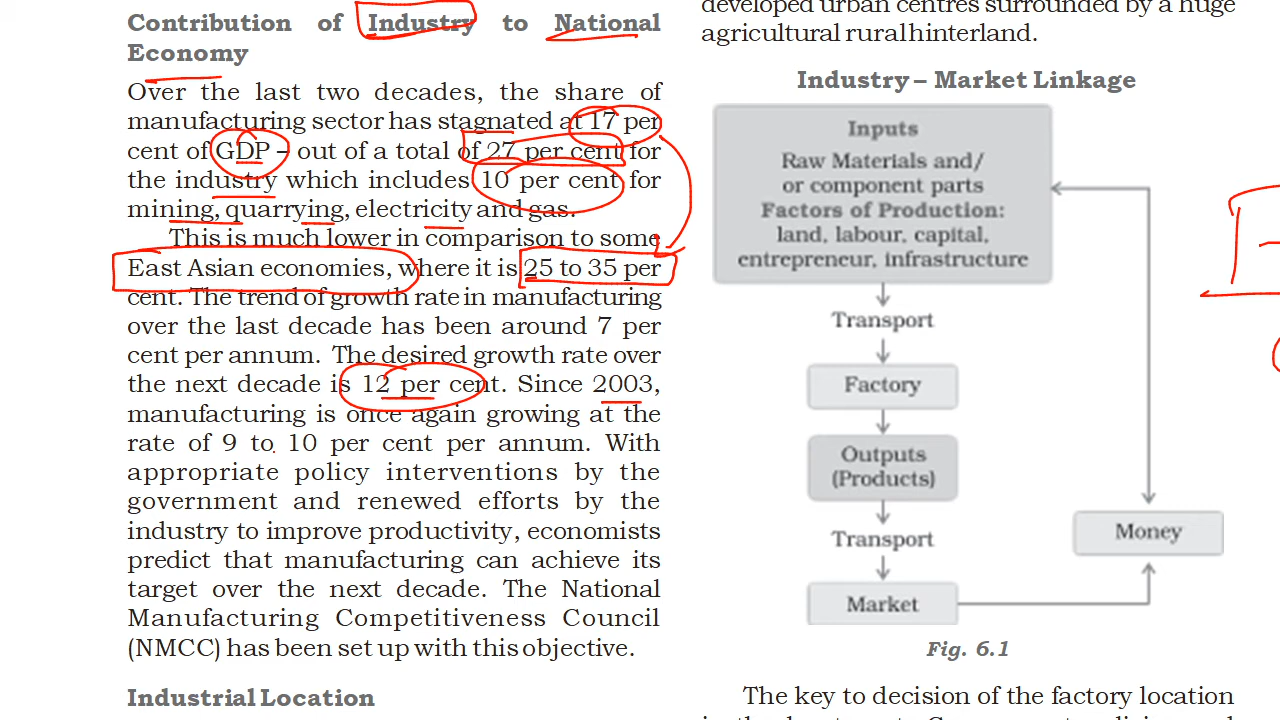 Contribution of Industry to National
Economy
Over the last two decades, the share of
manufacturing sector has stagnated at 17 per
cent of GDP – out of a total of 27 per cent for
the industry which includes 10 per cent for
mining, quarrying, electricity and gas.
This is much lower in comparison to some
East Asian economies, where it is 25 to 35 per
cent. The trend of growth rate in manufacturing
over the last decade has been around 7 per
cent per annum. The desired growth rate over
the next decade is 12 per cent. Since 2003,
manufacturing is once again growing at the
rate of 9 to 10 per cent per annum. With
appropriate policy interventions by the
government and renewed efforts by the
industry to improve productivity, economists
predict that manufacturing can achieve its
target over the next decade. The National
Manufacturing Competitiveness Council
(NMCC) has been set up with this objective.
Industrial Location
developed urban centres surrounded by a huge
agricultural rural hinterland.
Industry – Market Linkage
Inputs
Raw Materials and/
or component parts
Factors of Production:
land, labour, capital,
entrepreneur, infrastructure
Transport
Factory
Outputs
(Products)
Transport
Market
Money
Fig. 6.1
The key to decision of the factory location